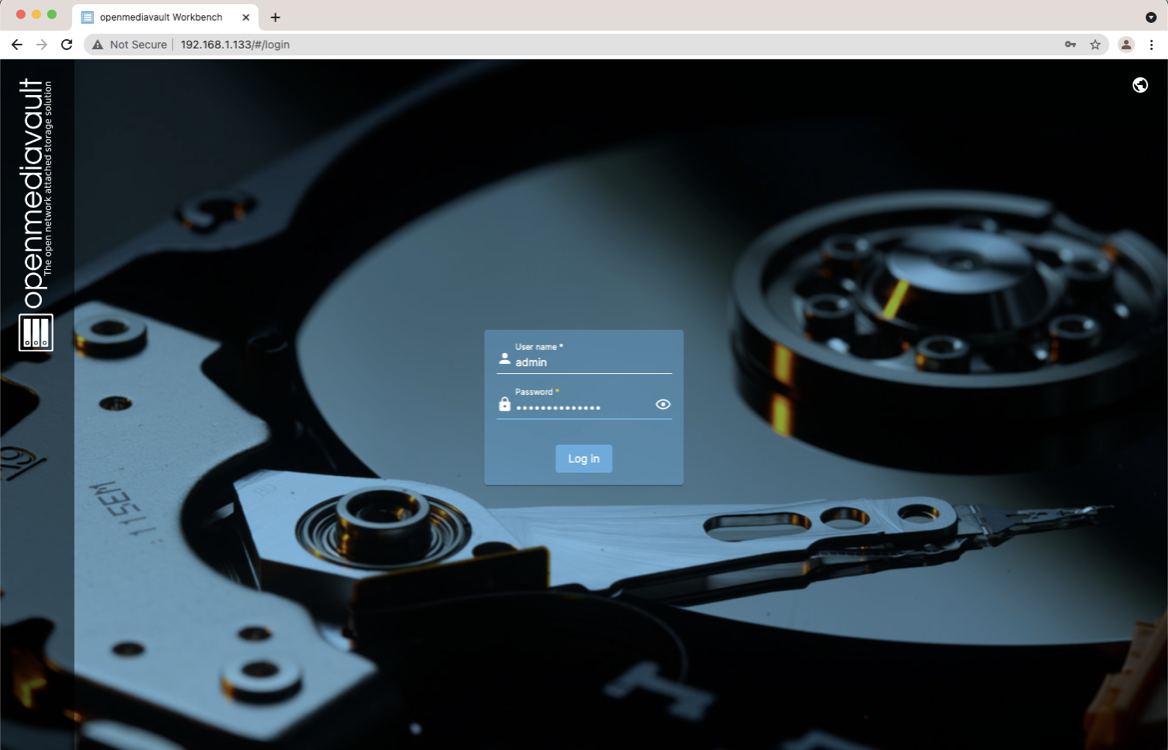 openmediavault Workbench
Not Secure
192.168.1.133/#/login
openmediavault
The open network attached storage solution
User name *
admin
Password *
••••••••••••••
Log in
11SEM